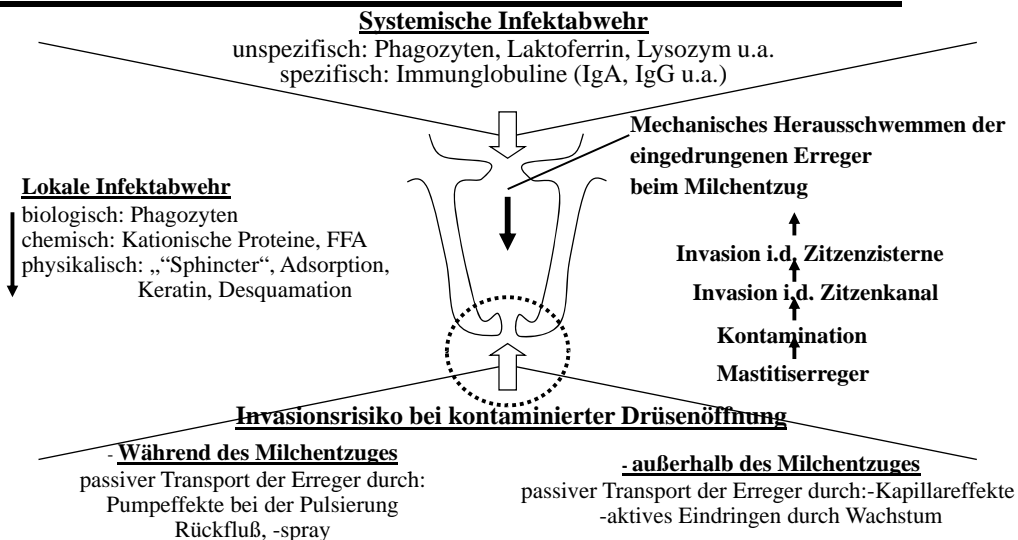 Systemische Infektabwehr
unspezifisch: Phagozyten, Laktoferrin, Lysozym u.a.
spezifisch: Immunglobuline (IgA, IgG u.a.)
Mechanisches Herausschwemmen der
eingedrungenen Erreger
beim Milchentzug
Lokale Infektabwehr
biologisch: Phagozyten
chemisch: Kationische Proteine, FFA
physikalisch: „“Sphincter“, Adsorption,
Keratin, Desquamation
Invasion i.d. Zitzenzisterne
Invasion i.d. Zitzenkanal
Kontamination
Mastitiserreger
Invasionsrisiko bei kontaminierter Drüsenöffnung
- Während des Milchentzuges
passiver Transport der Erreger durch:
Pumpeffekte bei der Pulsierung
Rückfluß, -spray
- außerhalb des Milchentzuges
passiver Transport der Erreger durch:-Kapillareffekte
-aktives Eindringen durch Wachstum